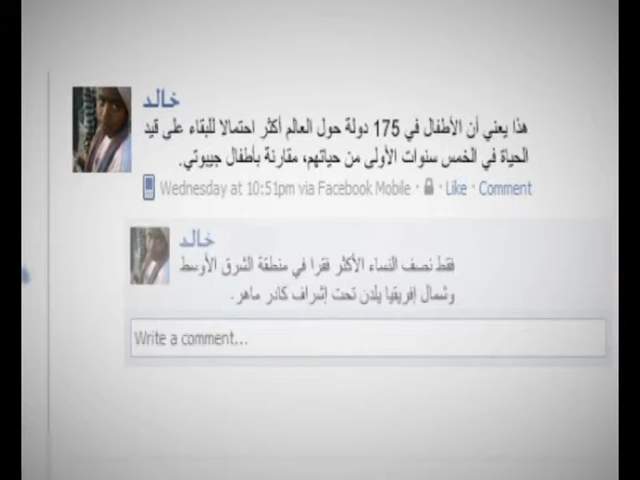 خالد
هذا يعني أن الأطفال في 175 دولة حول العالم أكثر احتمالا للبقاء على قيد
الحياة في الخمس سنوات الأولى من حياتهم، مقارنة بأطفال جيبوتي.
Wednesday at 10:51pm via Facebook Mobile · Like · Comment
خالد
فقط نصف النساء الأكثر فقرا في منطقة الشرق الأوسط
وشمال إفريقيا يلدن تحت إشراف كادر ماهر.
Write a comment...